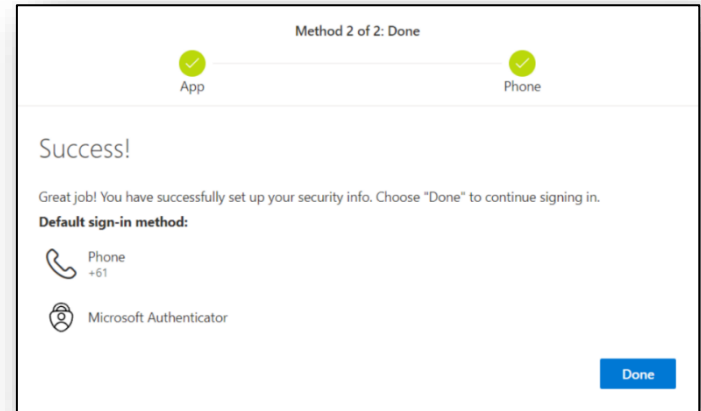 Method 2 of 2: Done
App
Phone
Success!
Great job! You have successfully set up your security info. Choose "Done" to continue signing in.
Default sign-in method:
Phone
+61
Microsoft Authenticator
Done